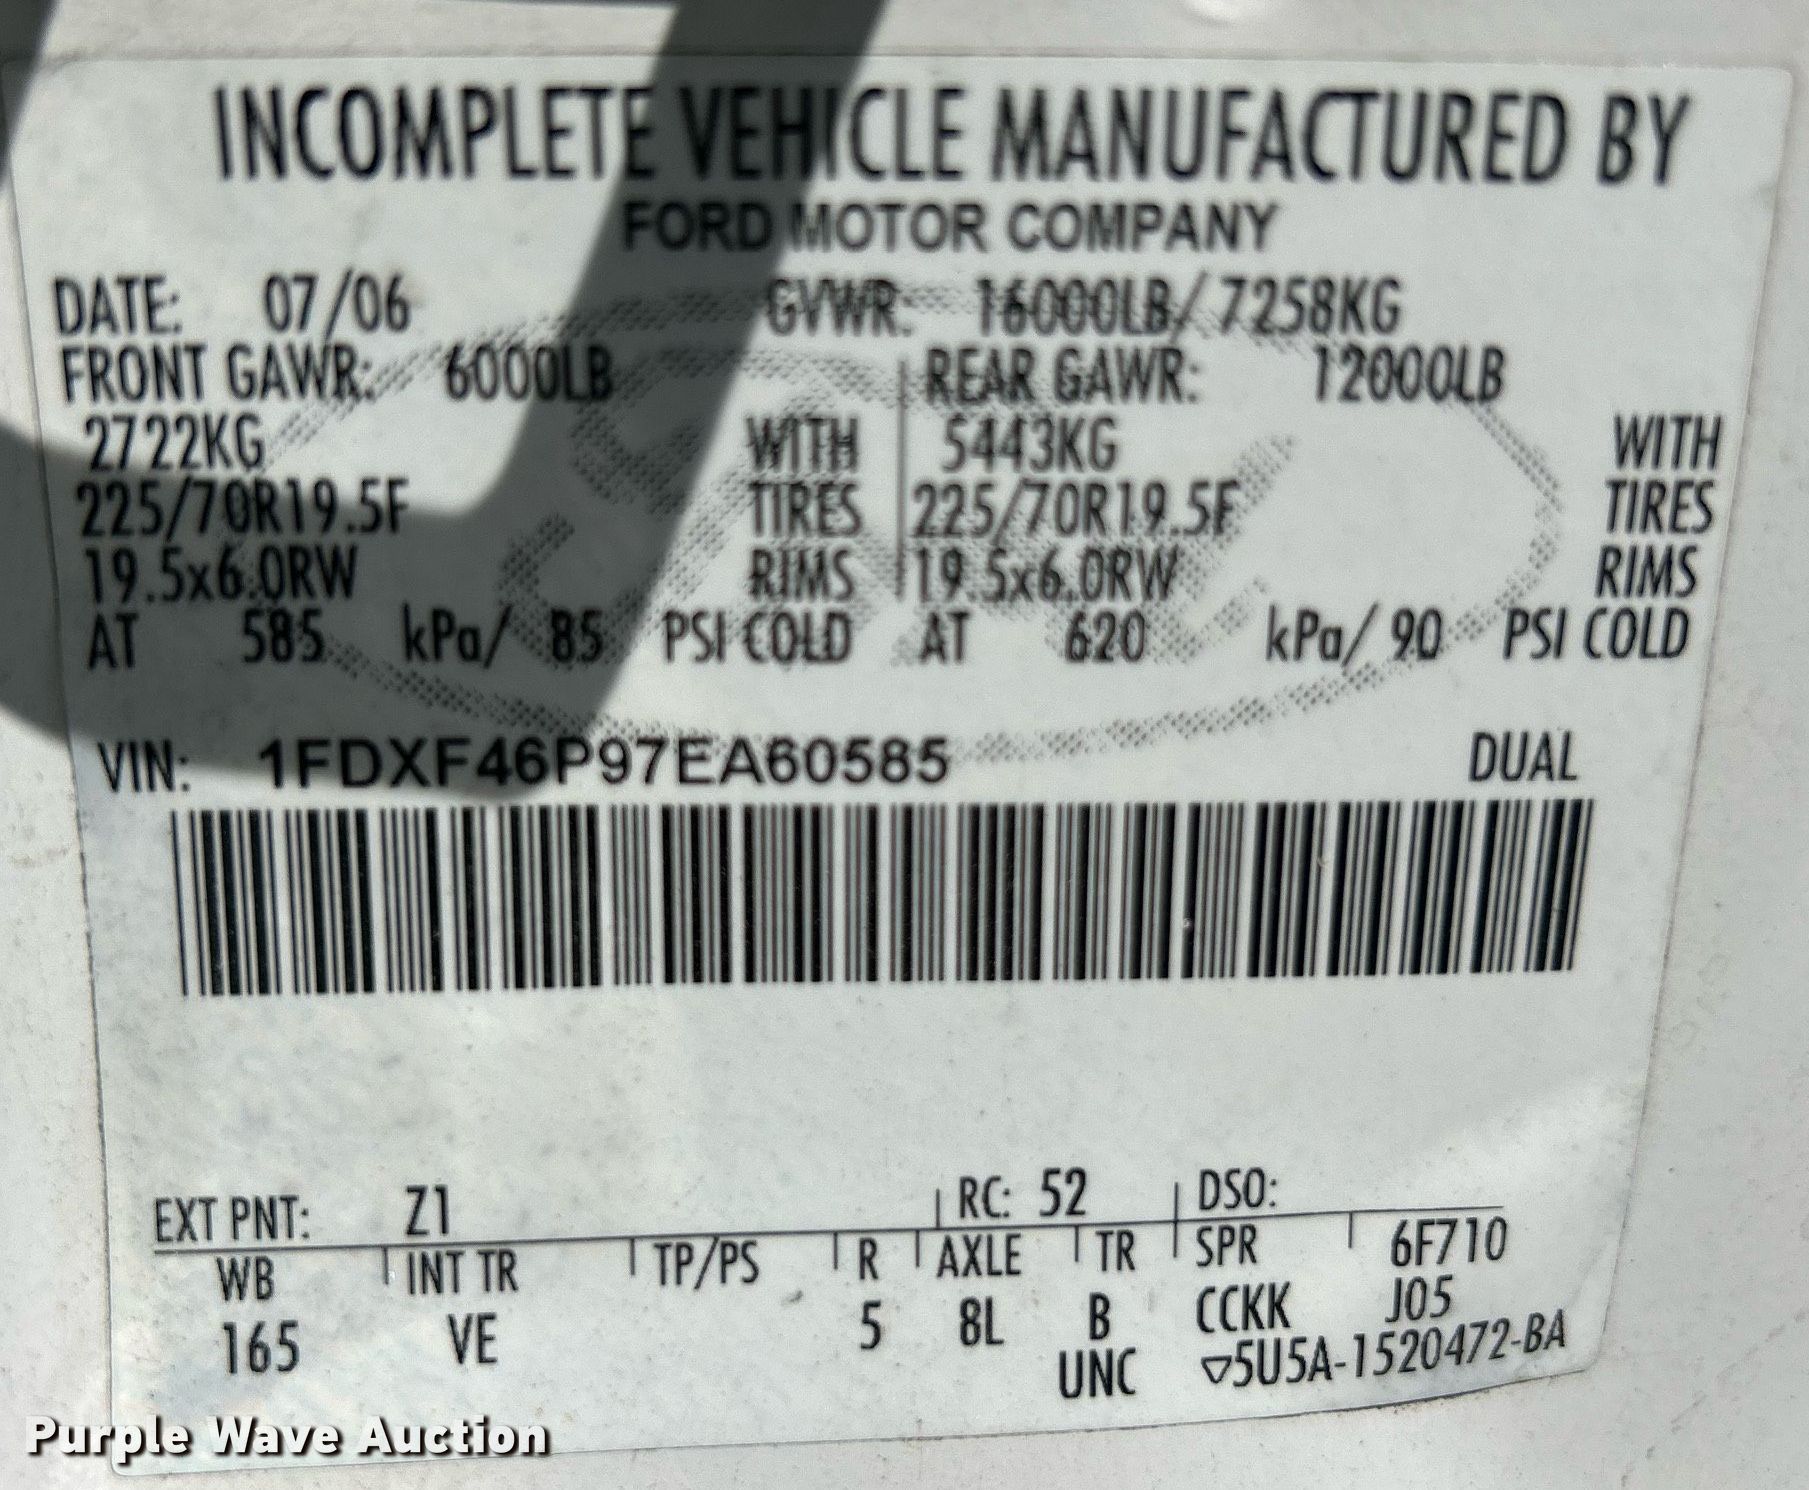 INCOMPLETE VEHICLE MANUFACTURED BY
FORD MOTOR COMPANY
DATE: 07/06 GVWR: 16000LB/ 7258KG
FRONT GAWR: 6000LB REAR GAWR: 12000LB
2722KG WITH 5443KG WITH
225/70R19.5F TIRES 225/70R19.5F TIRES
19.5x6.0RW RIMS 19.5x6.0RW RIMS
AT 585 kPa/ 85 PSI COLD AT 620 kPa/ 90 PSI COLD
VIN: 1FDXF46P97EA60585 DUAL
EXT PNT: Z1 RC: 52 DSO:
WB INT TR TP/PS R AXLE TR SPR 6F710
165 VE 5 8L B CCKK J05
UNC ▽5U5A-1520472-BA
Purple Wave Auction